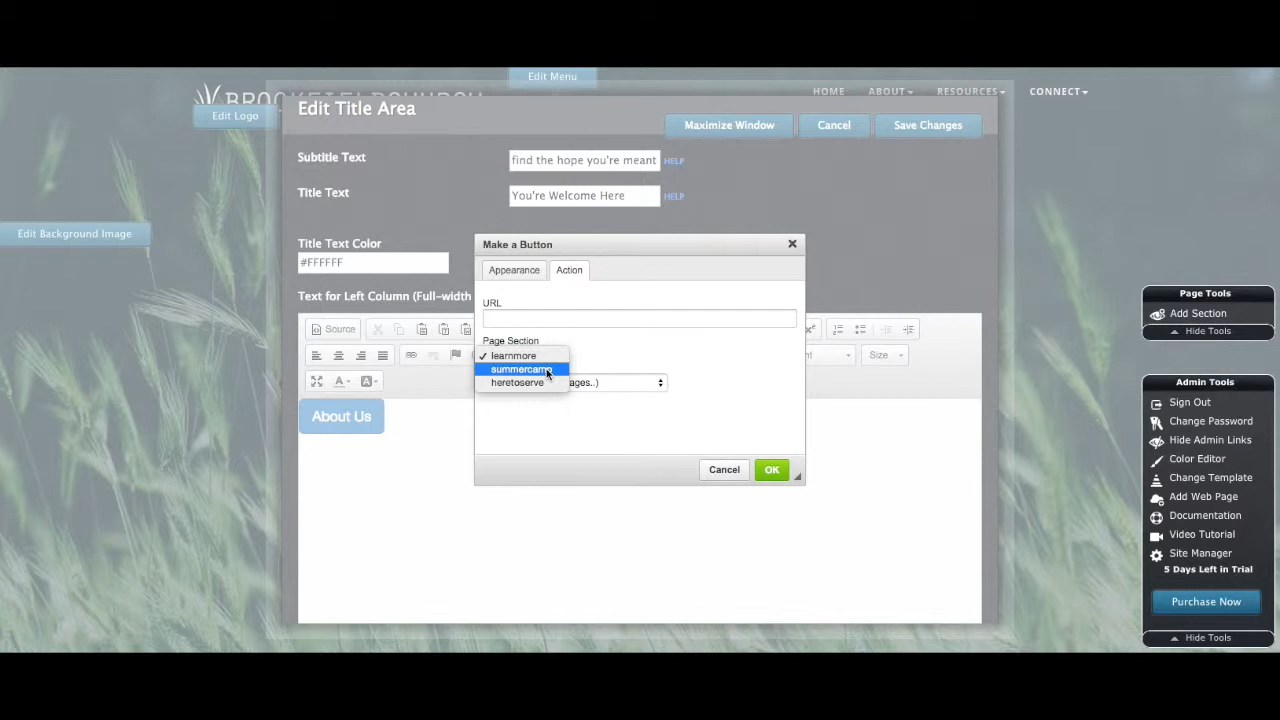 Edit Menu
BROOKFIELDCHURCH
HOME ABOUT RESOURCES CONNECT
Edit Logo
Edit Title Area
Maximize Window Cancel Save Changes
Subtitle Text find the hope you're meant HELP
Title Text You're Welcome Here HELP
Edit Background Image
Title Text Color
#FFFFFF
Text for Left Column (Full-width
Source
Size
About Us
Make a Button
Appearance Action
URL
Page Section
✓ learnmore
summercamp
heretoserve ages..)
Cancel OK
Page Tools
Add Section
Hide Tools
Admin Tools
Sign Out
Change Password
Hide Admin Links
Color Editor
Change Template
Add Web Page
Documentation
Video Tutorial
Site Manager
5 Days Left in Trial
Purchase Now
Hide Tools